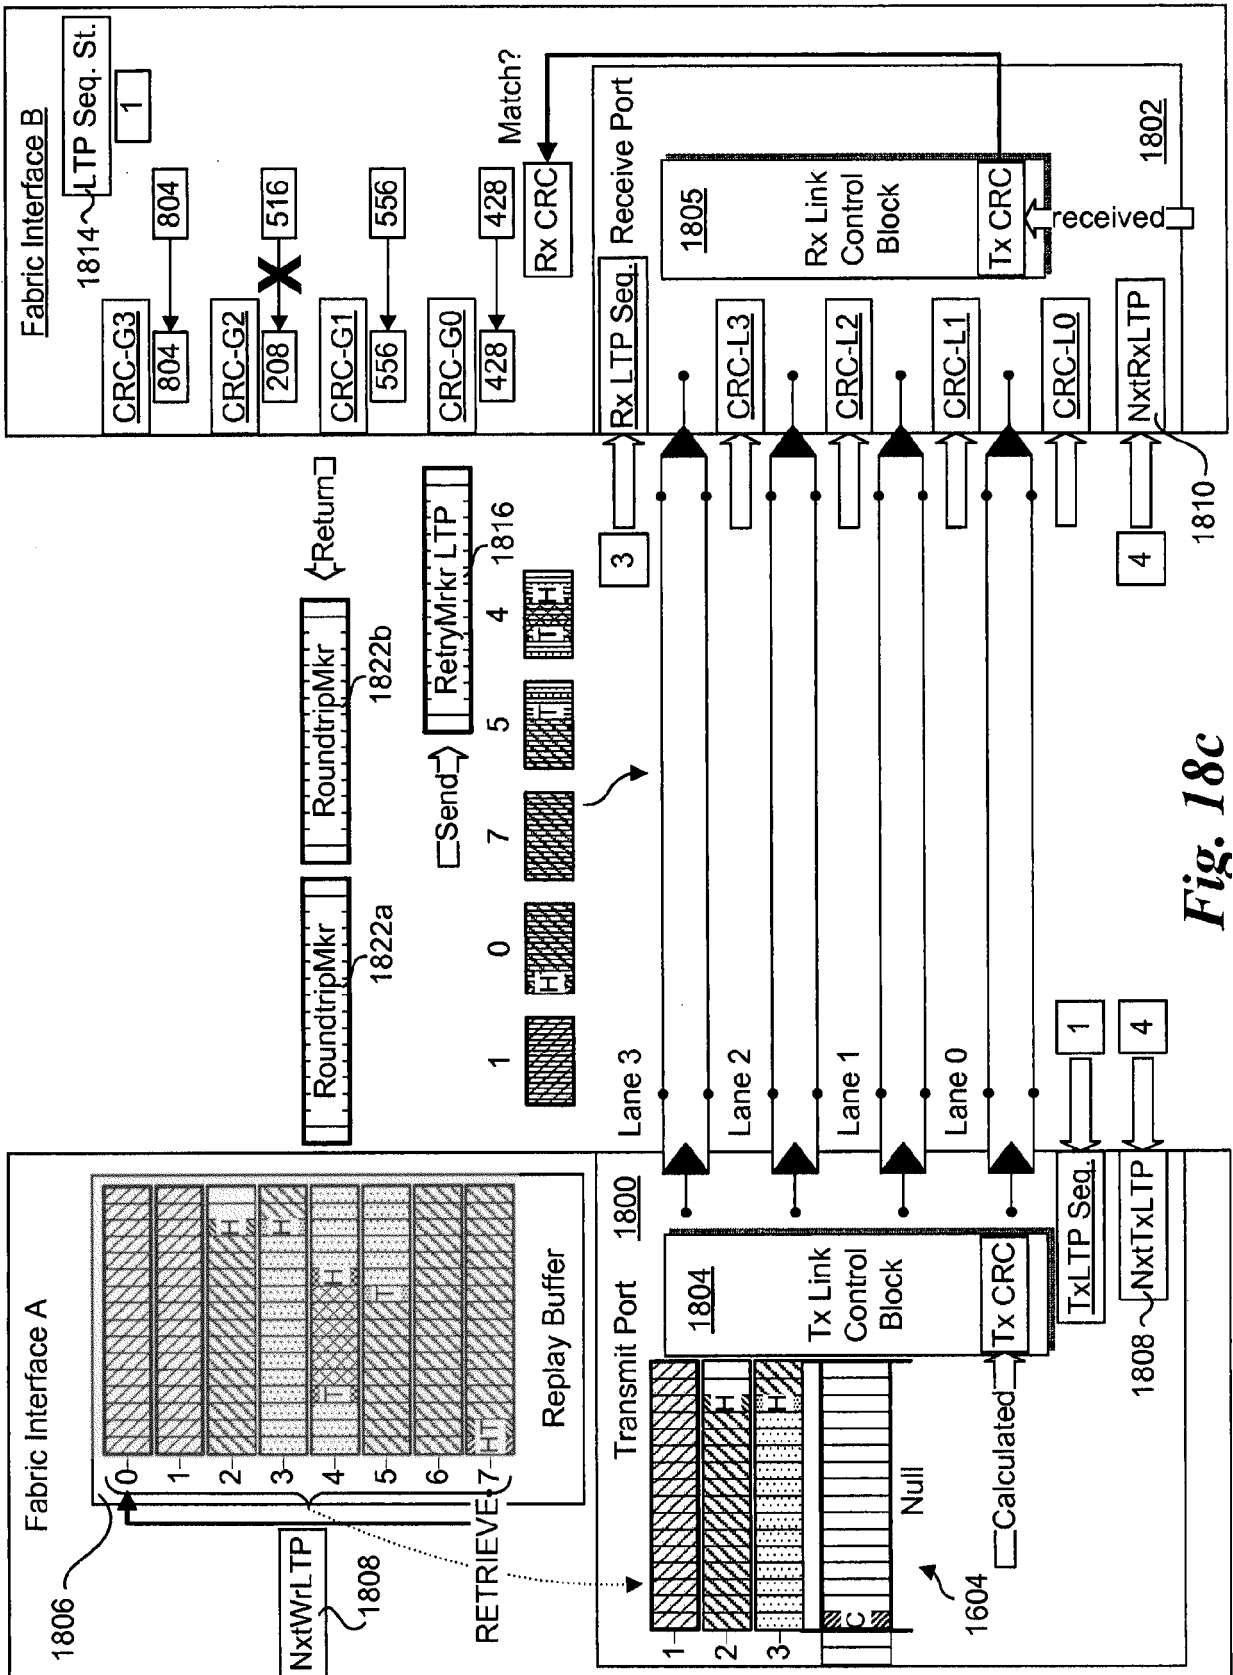 Fabric Interface A
1806
0
1
2
3
4
5
6
7
H
H
T
H
T
HT
Replay Buffer
NxtWrLTP
1808
RETRIEVE
Transmit Port
1800
1
2
3
H
H
C
Null
1604
1804
Tx Link
Control
Block
Tx CRC
Calculated
TxLTP Seq.
1
1808
NxtTxLTP
4
RoundtripMkr
1822a
RoundtripMkr
1822b
Return
Send
RetryMrkr LTP
1816
1
0
7
5
4
H
T
T
H
Lane 3
Lane 2
Lane 1
Lane 0
Fabric Interface B
1814
LTP Seq. St.
1
CRC-G3
804
804
CRC-G2
208
516
CRC-G1
556
556
CRC-G0
428
428
Rx CRC
Match?
3
Rx LTP Seq.
Receive Port
CRC-L3
CRC-L2
CRC-L1
CRC-L0
1805
Rx Link
Control
Block
Tx CRC
received
1802
4
NxtRxLTP
1810
Fig. 18c